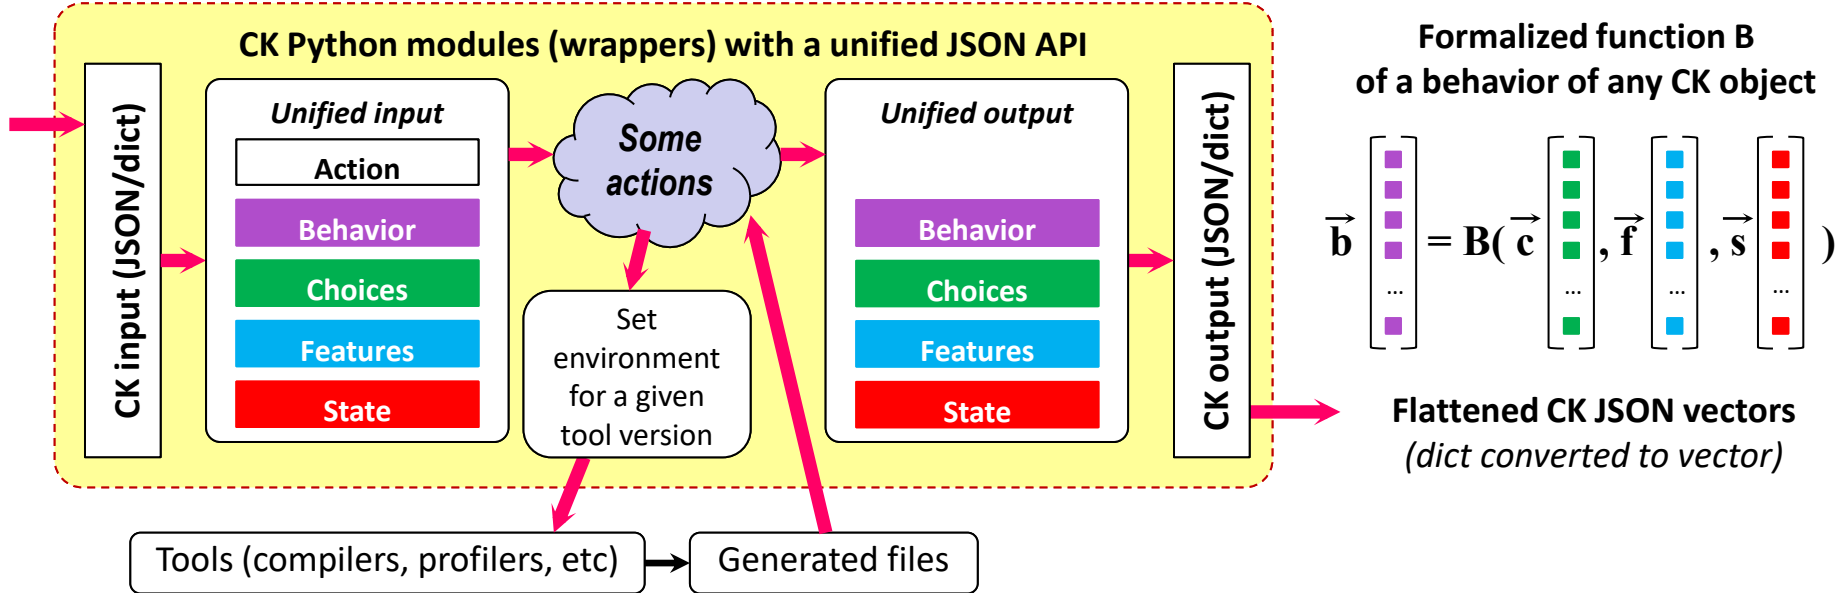 CK Python modules (wrappers) with a unified JSON API
CK input (JSON/dict)
Unified input
Action
Behavior
Choices
Features
State
Some
actions
Set
environment
for a given
tool version
Tools (compilers, profilers, etc)
Generated files
Unified output
Behavior
Choices
Features
State
CK output (JSON/dict)
Formalized function B
of a behavior of any CK object
b ... = B( c ... , f ... , s ... )
Flattened CK JSON vectors
(dict converted to vector)